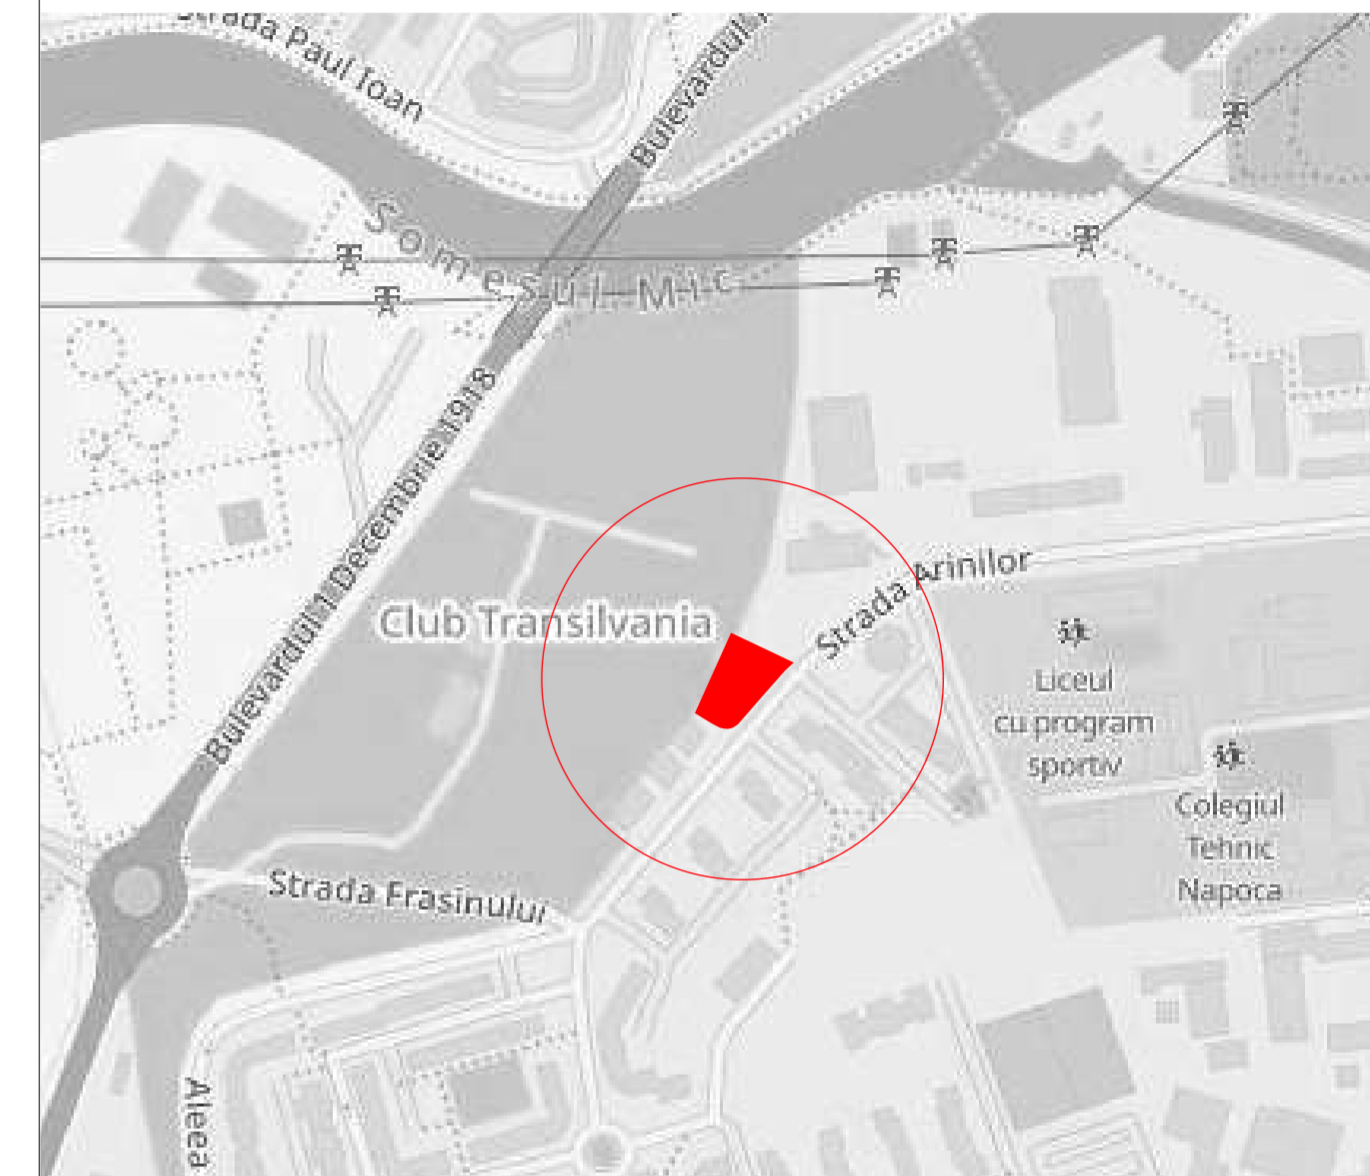 Strada Paul Ioan
Bulevardul
Somesul Mic
Bulevardul 1 Decembrie 1918
Club Transilvania
Strada Arinilor
Liceul
cu program
sportiv
Colegiul
Tehnic
Napoca
Strada Frasinului
Aleea